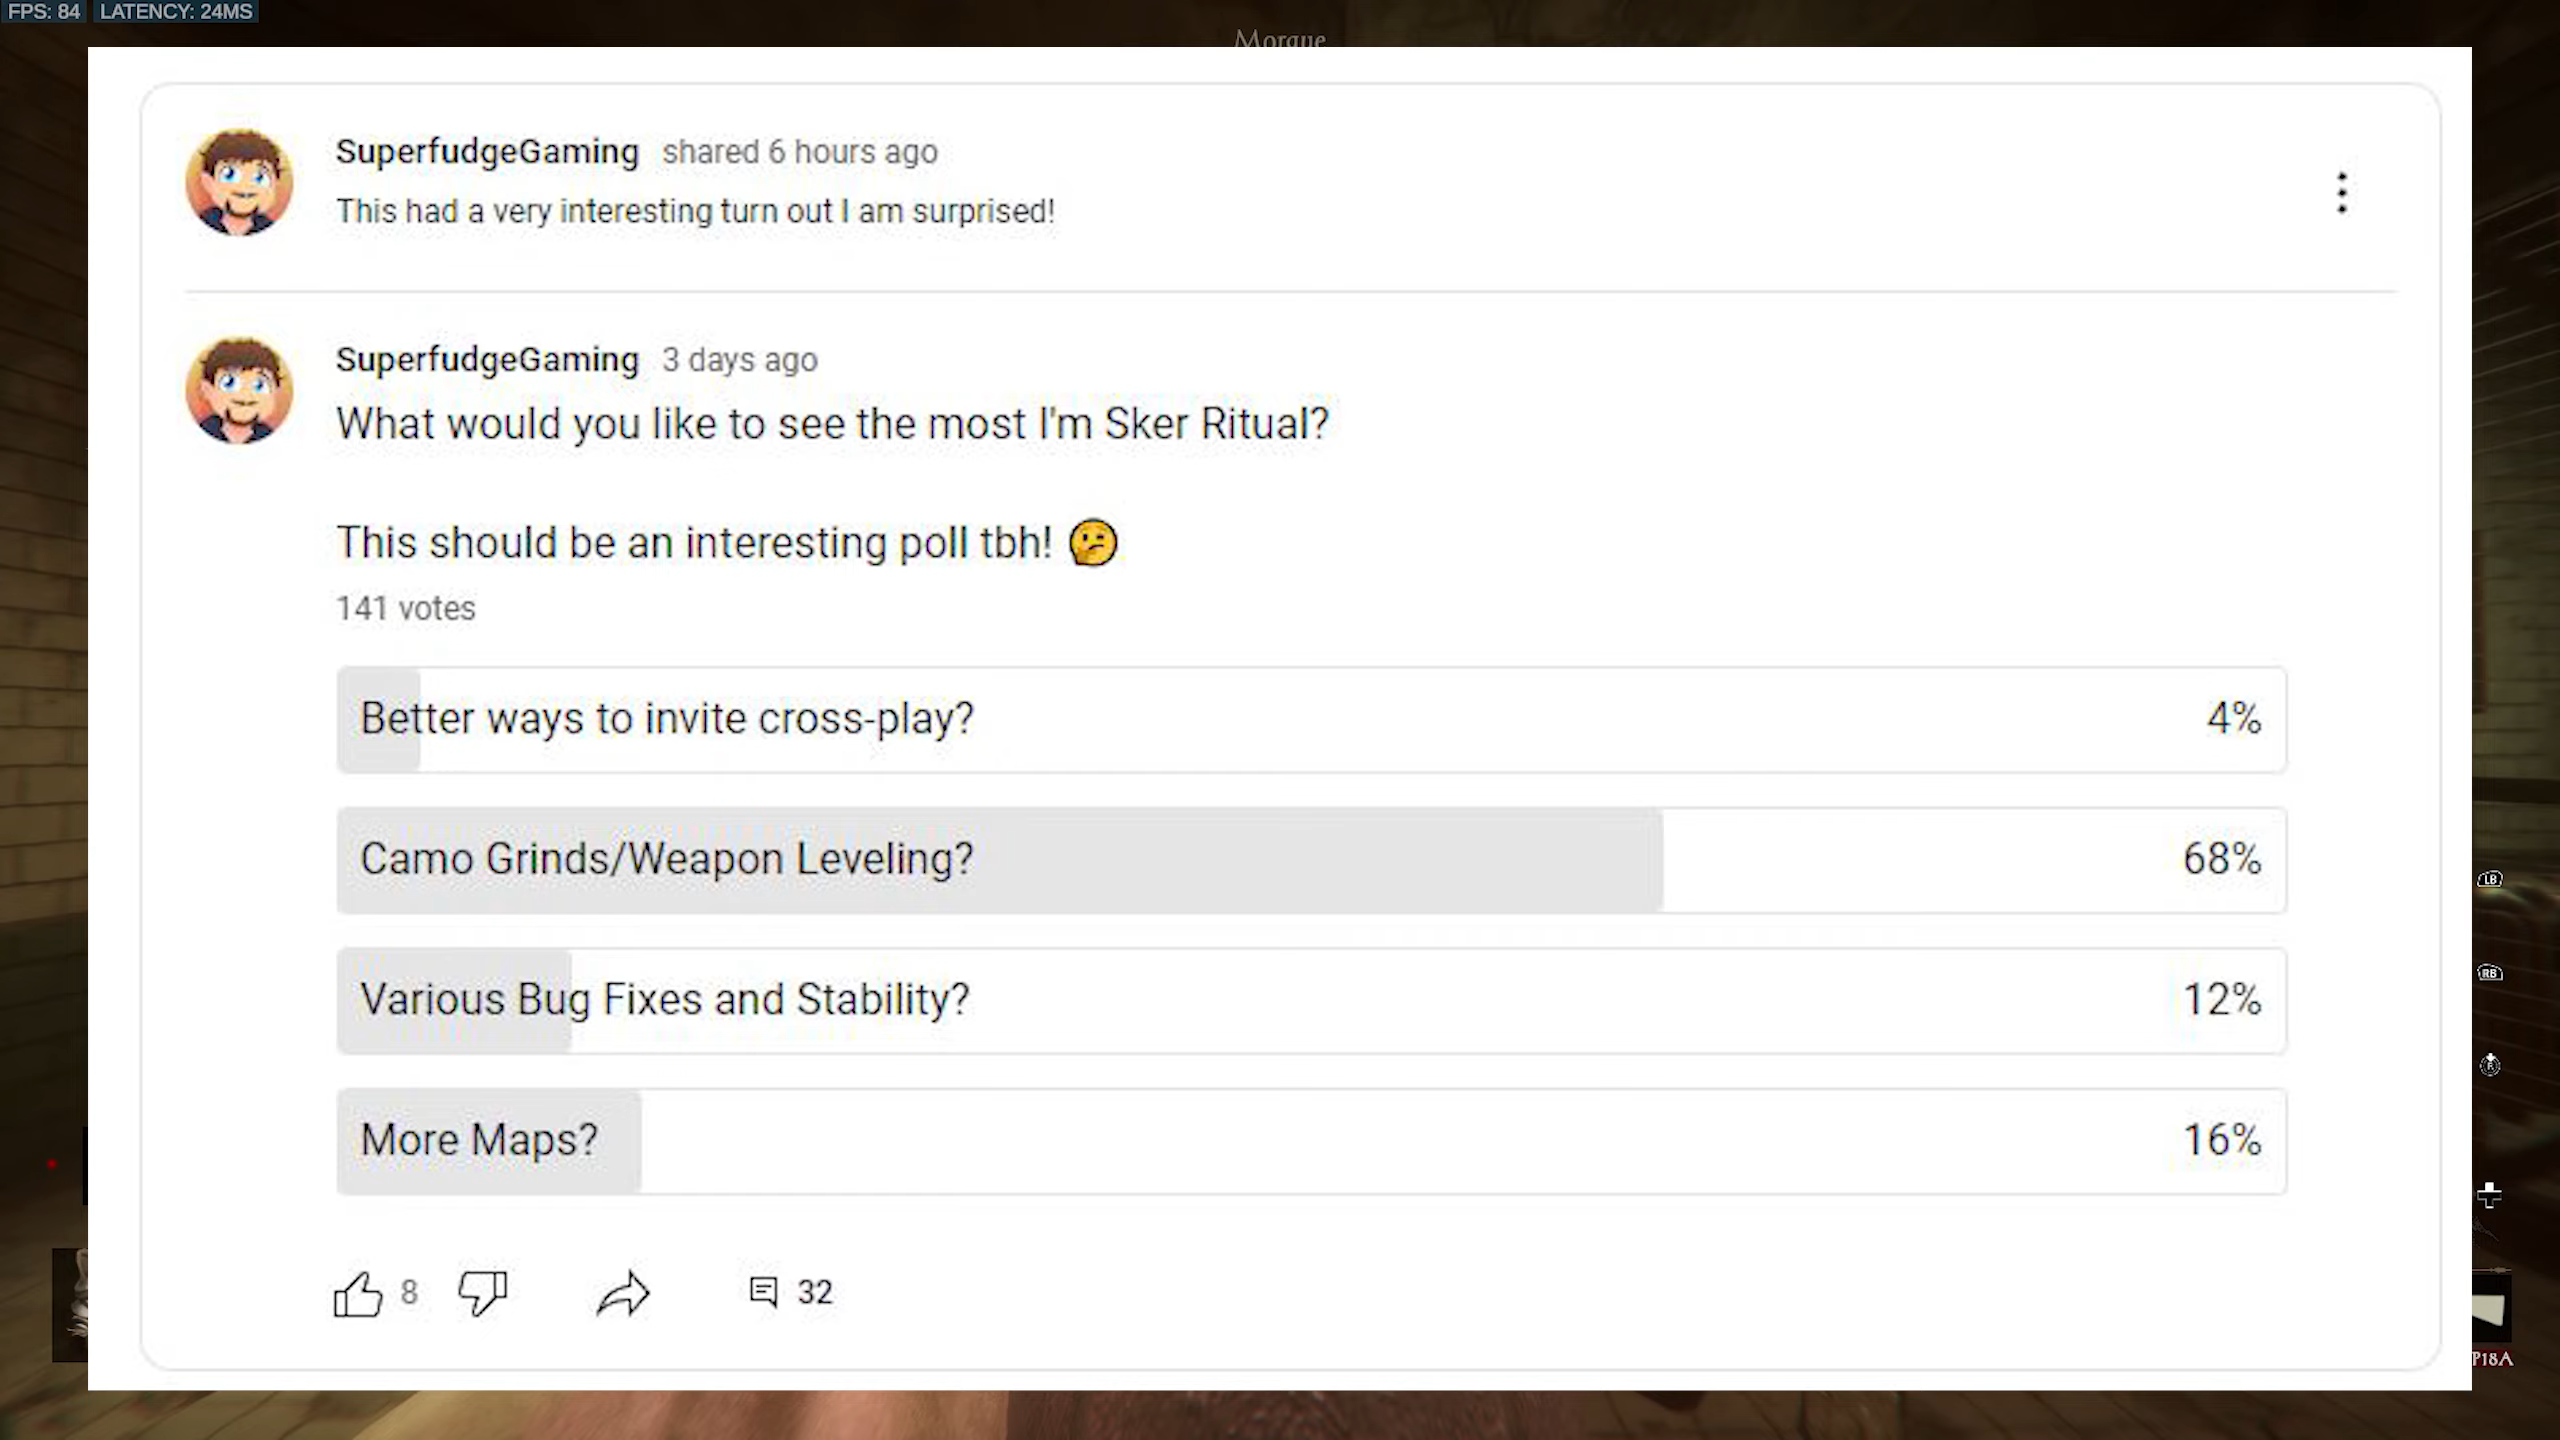 FPS: 84 LATENCY: 24MS
Morgue
SuperfudgeGaming shared 6 hours ago
This had a very interesting turn out I am surprised!
SuperfudgeGaming 3 days ago
What would you like to see the most I'm Sker Ritual?
This should be an interesting poll tbh! 🤔
141 votes
Better ways to invite cross-play? 4%
Camo Grinds/Weapon Leveling? 68%
LB
Various Bug Fixes and Stability? 12%
RB
R
More Maps? 16%
8 32
P18A